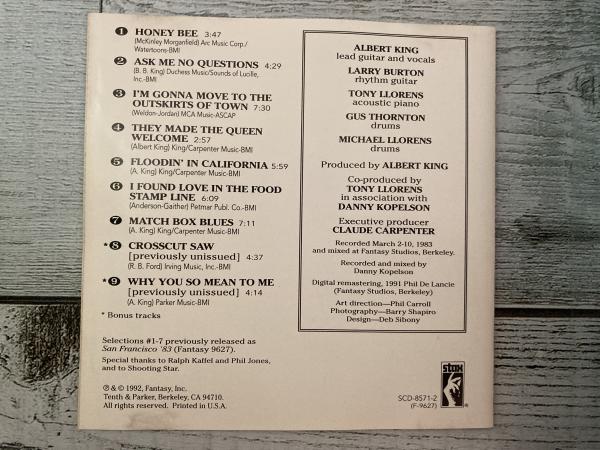 1 HONEY BEE 3:47
(McKinley Morganfield) Arc Music Corp./
Watertoons-BMI
2 ASK ME NO QUESTIONS 4:29
(B. B. King) Duchess Music/Sounds of Lucille,
Inc.-BMI
3 I'M GONNA MOVE TO THE
OUTSKIRTS OF TOWN 7:30
(Weldon-Jordan) MCA Music-ASCAP
4 THEY MADE THE QUEEN
WELCOME 2:57
(Albert King) King/Carpenter Music-BMI
5 FLOODIN' IN CALIFORNIA 5:59
(A. King) King/Carpenter Music-BMI
6 I FOUND LOVE IN THE FOOD
STAMP LINE 6:09
(Anderson-Gaither) Petmar Publ. Co.-BMI
7 MATCH BOX BLUES 7:11
(A. King) King/Carpenter Music-BMI
*8 CROSSCUT SAW
[previously unissued] 4:37
(R. B. Ford) Irving Music, Inc.-BMI
*9 WHY YOU SO MEAN TO ME
[previously unissued] 4:14
(A. King) Parker Music-BMI
* Bonus tracks
Selections #1-7 previously released as
San Francisco '83 (Fantasy 9627).
Special thanks to Ralph Kaffel and Phil Jones,
and to Shooting Star.
℗ & © 1992, Fantasy, Inc.
Tenth & Parker, Berkeley, CA 94710.
All rights reserved. Printed in U.S.A.
ALBERT KING
lead guitar and vocals
LARRY BURTON
rhythm guitar
TONY LLORENS
acoustic piano
GUS THORNTON
drums
MICHAEL LLORENS
drums
Produced by ALBERT KING
Co-produced by
TONY LLORENS
in association with
DANNY KOPELSON
Executive producer
CLAUDE CARPENTER
Recorded March 2-10, 1983
and mixed at Fantasy Studios, Berkeley.
Recorded and mixed by
Danny Kopelson
Digital remastering, 1991 Phil De Lancie
(Fantasy Studios, Berkeley)
Art direction—Phil Carroll
Photography—Barry Shapiro
Design—Deb Sibony
SCD-8571-2
(F-9627)
stax
®